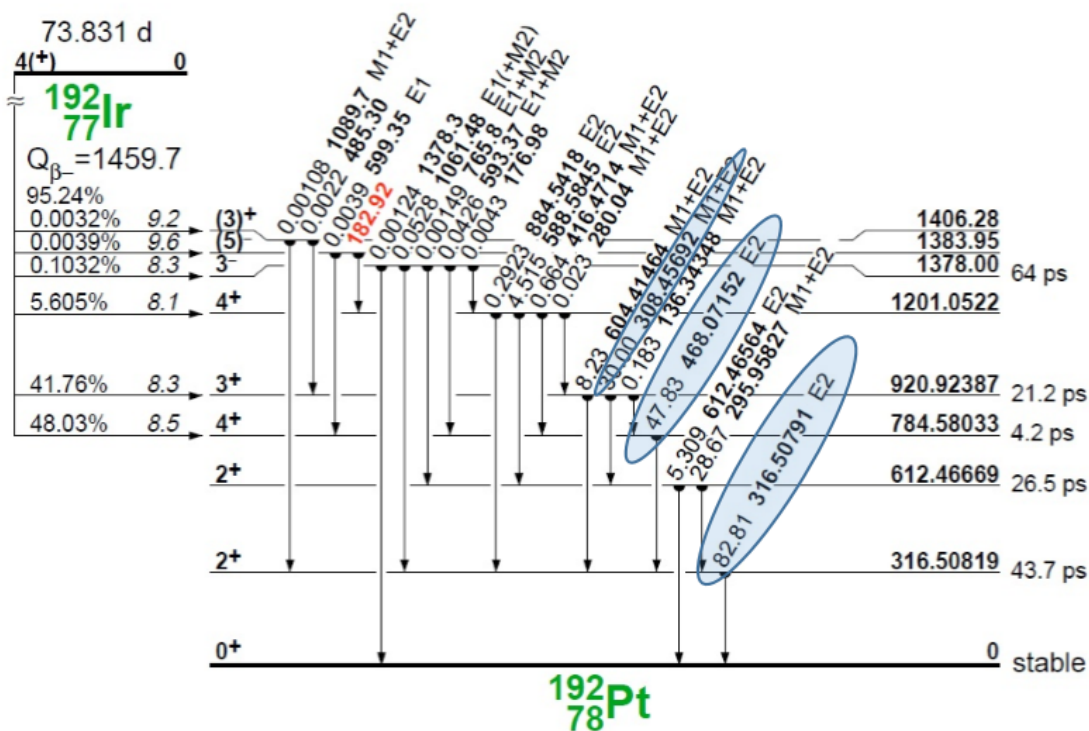 73.831 d
4(+) 0
192
77Ir
Qβ−=1459.7
95.24%
0.0032% 9.2 (3)+ 1406.28
0.0039% 9.6 (5)− 1383.95
0.1032% 8.3 3− 1378.00 64 ps
5.605% 8.1 4+ 1201.0522
41.76% 8.3 3+ 920.92387 21.2 ps
48.03% 8.5 4+ 784.58033 4.2 ps
2+ 612.46669 26.5 ps
2+ 316.50819 43.7 ps
0+ 0 stable
0.00108 1089.7 M1+E2
0.0022 485.30
0.0039 599.35 E1
182.92
0.00124 1378.3
0.0528 1061.48 E1(+M2)
0.00149 765.8 E1+M2
0.0426 593.37 E1+M2
0.0043 176.98
0.2923 884.5418 E2
4.515 588.5845 E2
0.664 416.4714 M1+E2
0.023 280.04 M1+E2
8.23 604.41464 M1+E2
30.00 308.45692 M1+E2
0.183 136.34348 M1+E2
47.83 468.07152 E2
5.309 612.46564 E2
28.67 295.95827 M1+E2
82.81 316.50791 E2
192
78Pt